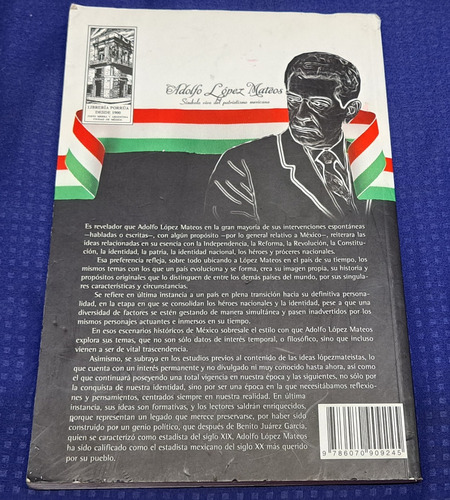 LIBRERÍA PORRÚA
DESDE 1900
Adolfo López Mateos
Símbolo vivo del patriotismo mexicano
Es revelador que Adolfo López Mateos en la gran mayoría de sus intervenciones espontáneas
—habladas o escritas—, con algún propósito —por lo general relativo a México—, reiterara las
ideas relacionadas en su esencia con la Independencia, la Reforma, la Revolución, la Constitu-
ción, la identidad, la patria, la identidad nacional, los héroes y próceres nacionales.
Esa preferencia refleja, sobre todo ubicando a López Mateos en el país de su tiempo, los
mismos temas con los que un país evoluciona y se forma, crea su imagen propia, su historia y
propósitos originales que lo distinguen de entre los demás países del mundo, por sus singula-
res características y circunstancias.
Se refiere en última instancia a un país en plena transición hacia su definitiva persona-
lidad, en la etapa en que se consolidan los héroes nacionales y la identidad, pese a que una
diversidad de factores se estén gestando de manera simultánea y pasen inadvertidos por los
mismos personajes actuantes e inmersos en su tiempo.
En esos escenarios históricos de México sobresale el estilo con que Adolfo López Mateos
explora sus temas, que no son sólo datos de interés temporal, o filosófico, sino que incluso
vienen a ser de vital trascendencia.
Asimismo, se subraya en los estudios previos al contenido de las ideas lópezmateistas, lo
que cuenta con un interés permanente y no divulgado ni muy conocido hasta ahora, así como
el que continuará poseyendo una total vigencia en nuestra época y las siguientes, no sólo por
la conquista de nuestra identidad, sino por ser una época en la que necesitábamos reflexio-
nes y pensamientos, centrados siempre en nuestra realidad. En última
instancia, sus ideas son formativas, y los lectores saldrán enriquecidos,
porque representan un legado que merece preservarse, por haber sido
construido por un genio político, que después de Benito Juárez García,
quien se caracterizó como estadista del siglo XIX, Adolfo López Mateos
ha sido calificado como el estadista mexicano del siglo XX más querido
por su pueblo.
9 786070 909245